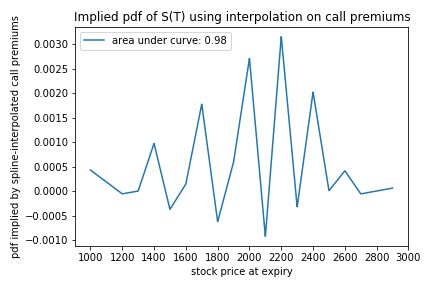 Implied pdf of S(T) using interpolation on call premiums
pdf implied by spline-interpolated call premiums
0.0030
0.0025
0.0020
0.0015
0.0010
0.0005
0.0000
−0.0005
−0.0010
area under curve: 0.98
1000 1200 1400 1600 1800 2000 2200 2400 2600 2800 3000
stock price at expiry